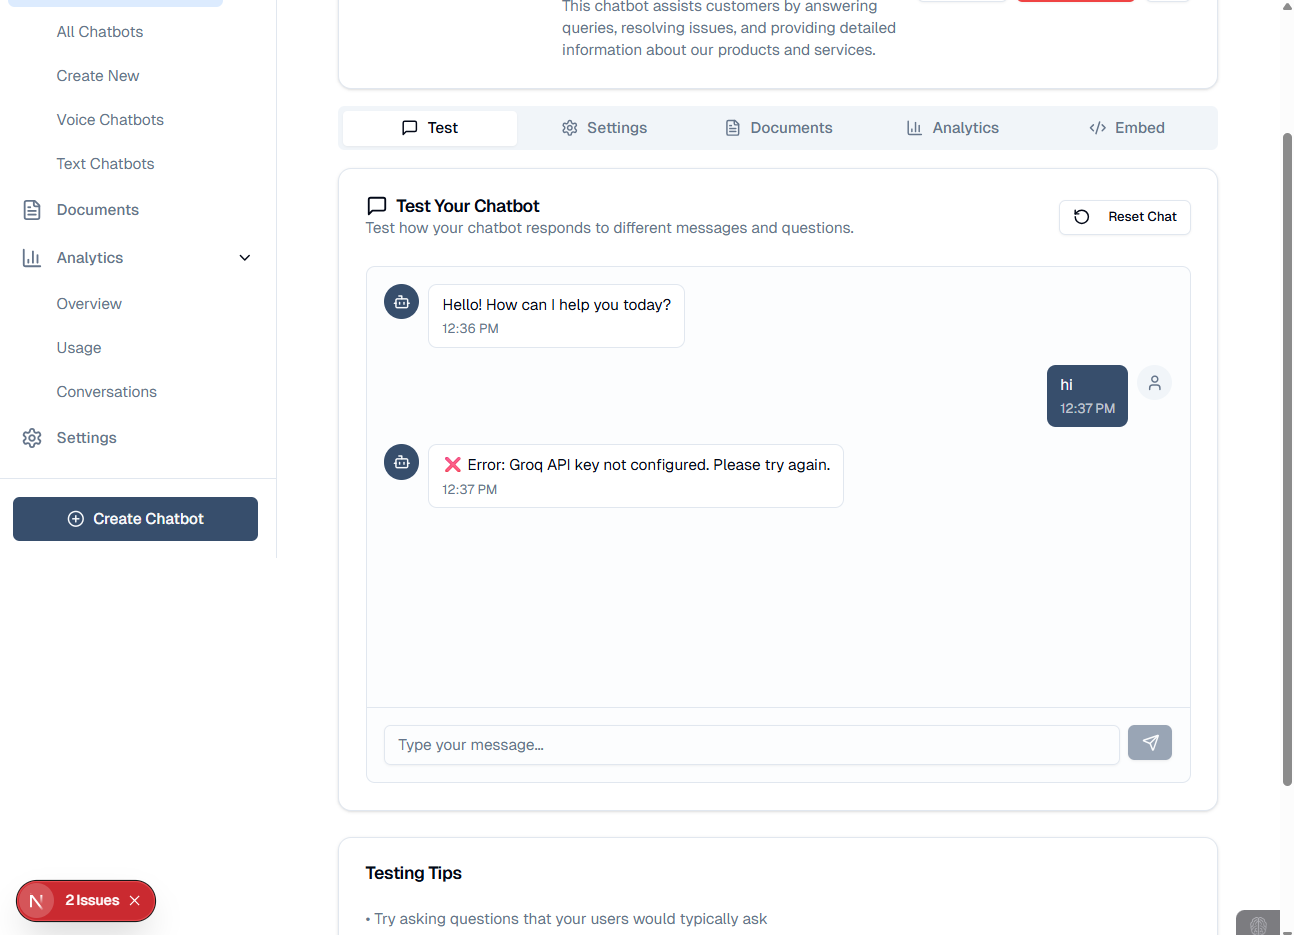 All Chatbots
Create New
Voice Chatbots
Text Chatbots
Documents
Analytics
Overview
Usage
Conversations
Settings
Create Chatbot
This chatbot assists customers by answering
queries, resolving issues, and providing detailed
information about our products and services.
Test
Settings
Documents
Analytics
Embed
Test Your Chatbot
Test how your chatbot responds to different messages and questions.
Reset Chat
Hello! How can I help you today?
12:36 PM
hi
12:37 PM
❌ Error: Groq API key not configured. Please try again.
12:37 PM
Type your message...
Testing Tips
• Try asking questions that your users would typically ask
N 2 Issues